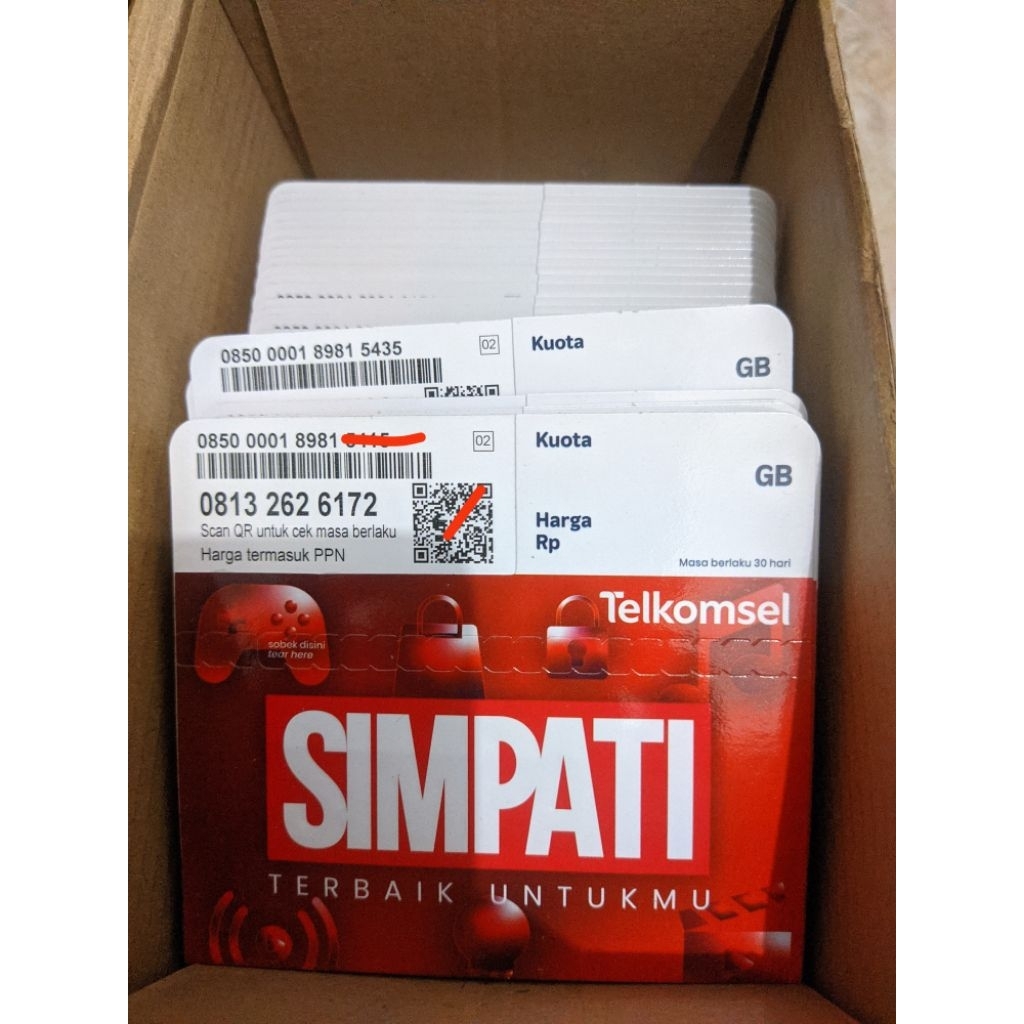 0850 0001 8981 5435
02
Kuota
GB
0850 0001 8981
02
Kuota
GB
0813 262 6172
Scan QR untuk cek masa berlaku
Harga termasuk PPN
Harga
Rp
Masa berlaku 30 hari
Telkomsel
sobek disini
tear here
SIMPATI
TERBAIK UNTUKMU